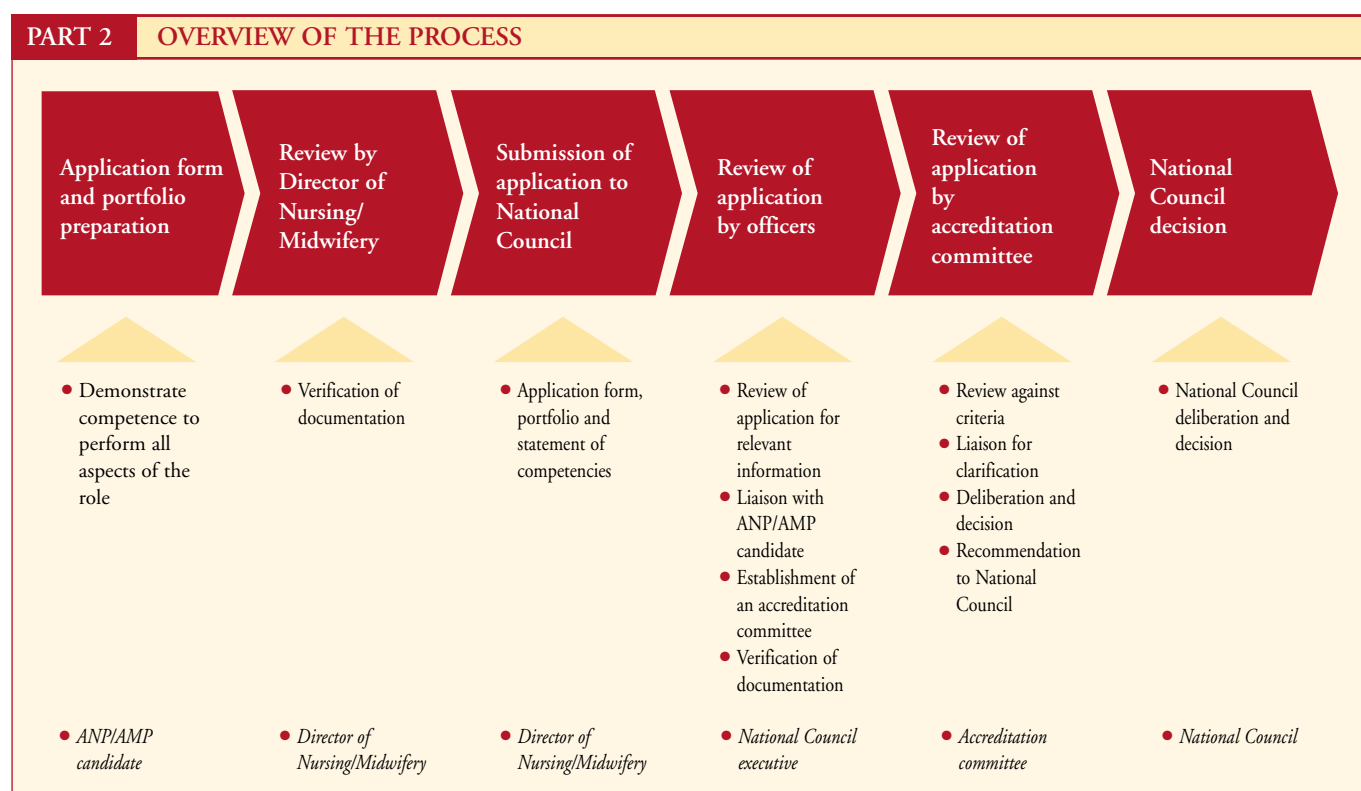 PART 2
OVERVIEW OF THE PROCESS
Application form
and portfolio
preparation
Review by
Director of
Nursing/
Midwifery
Submission of
application to
National
Council
Review of
application
by officers
Review of
application
by
accreditation
committee
National
Council
decision
• Demonstrate
competence to
perform all
aspects of the
role
• Verification of
documentation
• Application form,
portfolio and
statement of
competencies
• Review of
application for
relevant
information
• Liaison with
ANP/AMP
candidate
• Establishment of
an accreditation
committee
• Verification of
documentation
• Review against
criteria
• Liaison for
clarification
• Deliberation and
decision
• Recommendation
to National
Council
• National Council
deliberation and
decision
• ANP/AMP
candidate
• Director of
Nursing/Midwifery
• Director of
Nursing/Midwifery
• National Council
executive
• Accreditation
committee
• National Council